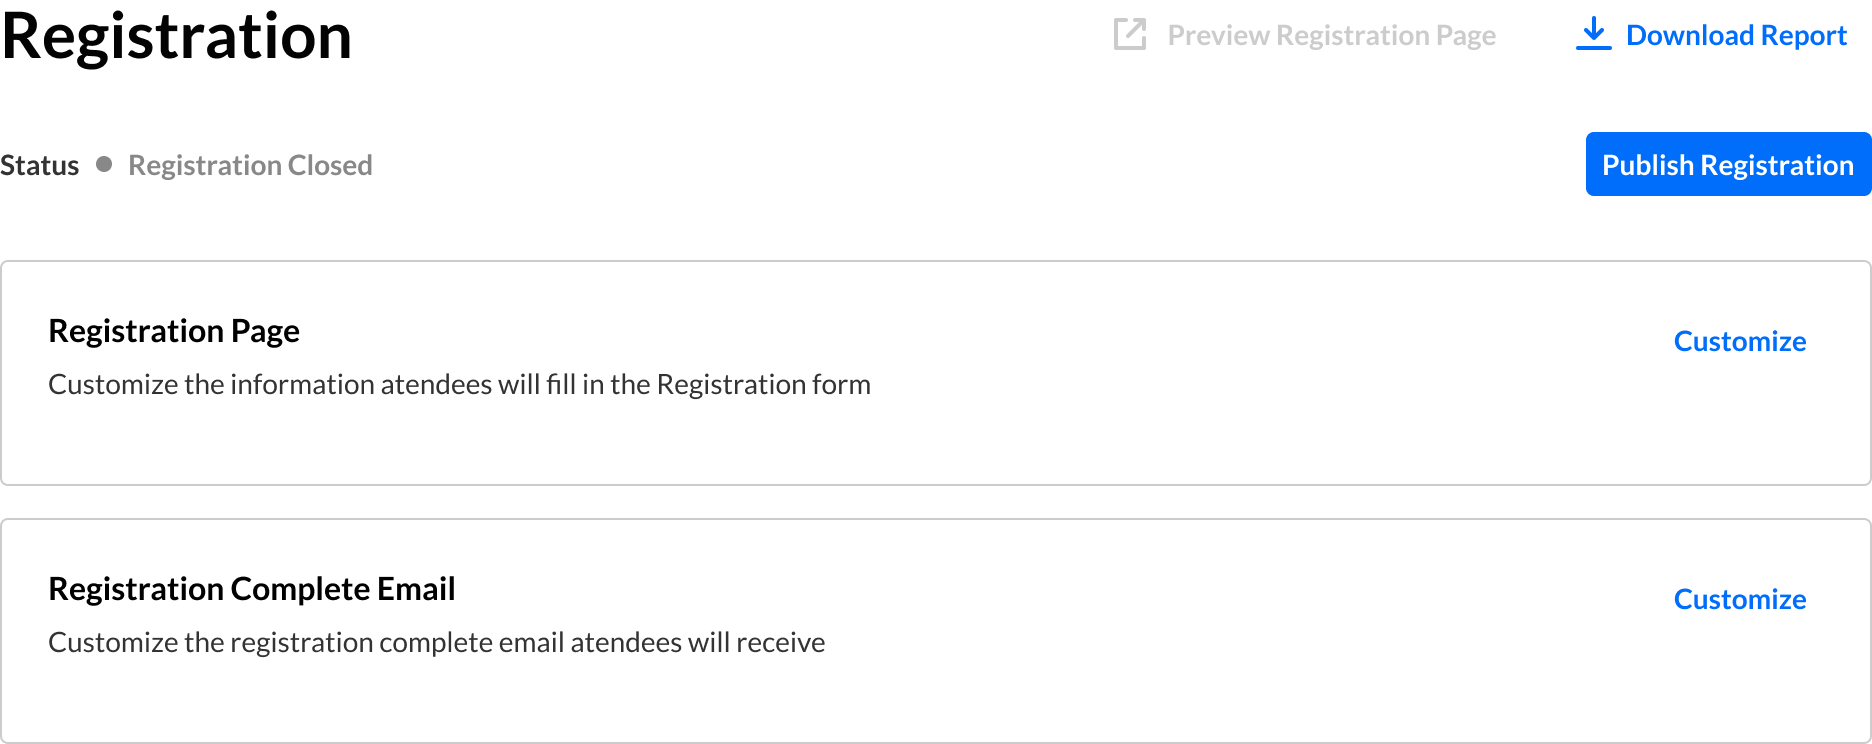 Registration
Preview Registration Page
Download Report
Status
Registration Closed
Publish Registration
Registration Page
Customize
Customize the information atendees will fill in the Registration form
Registration Complete Email
Customize
Customize the registration complete email atendees will receive